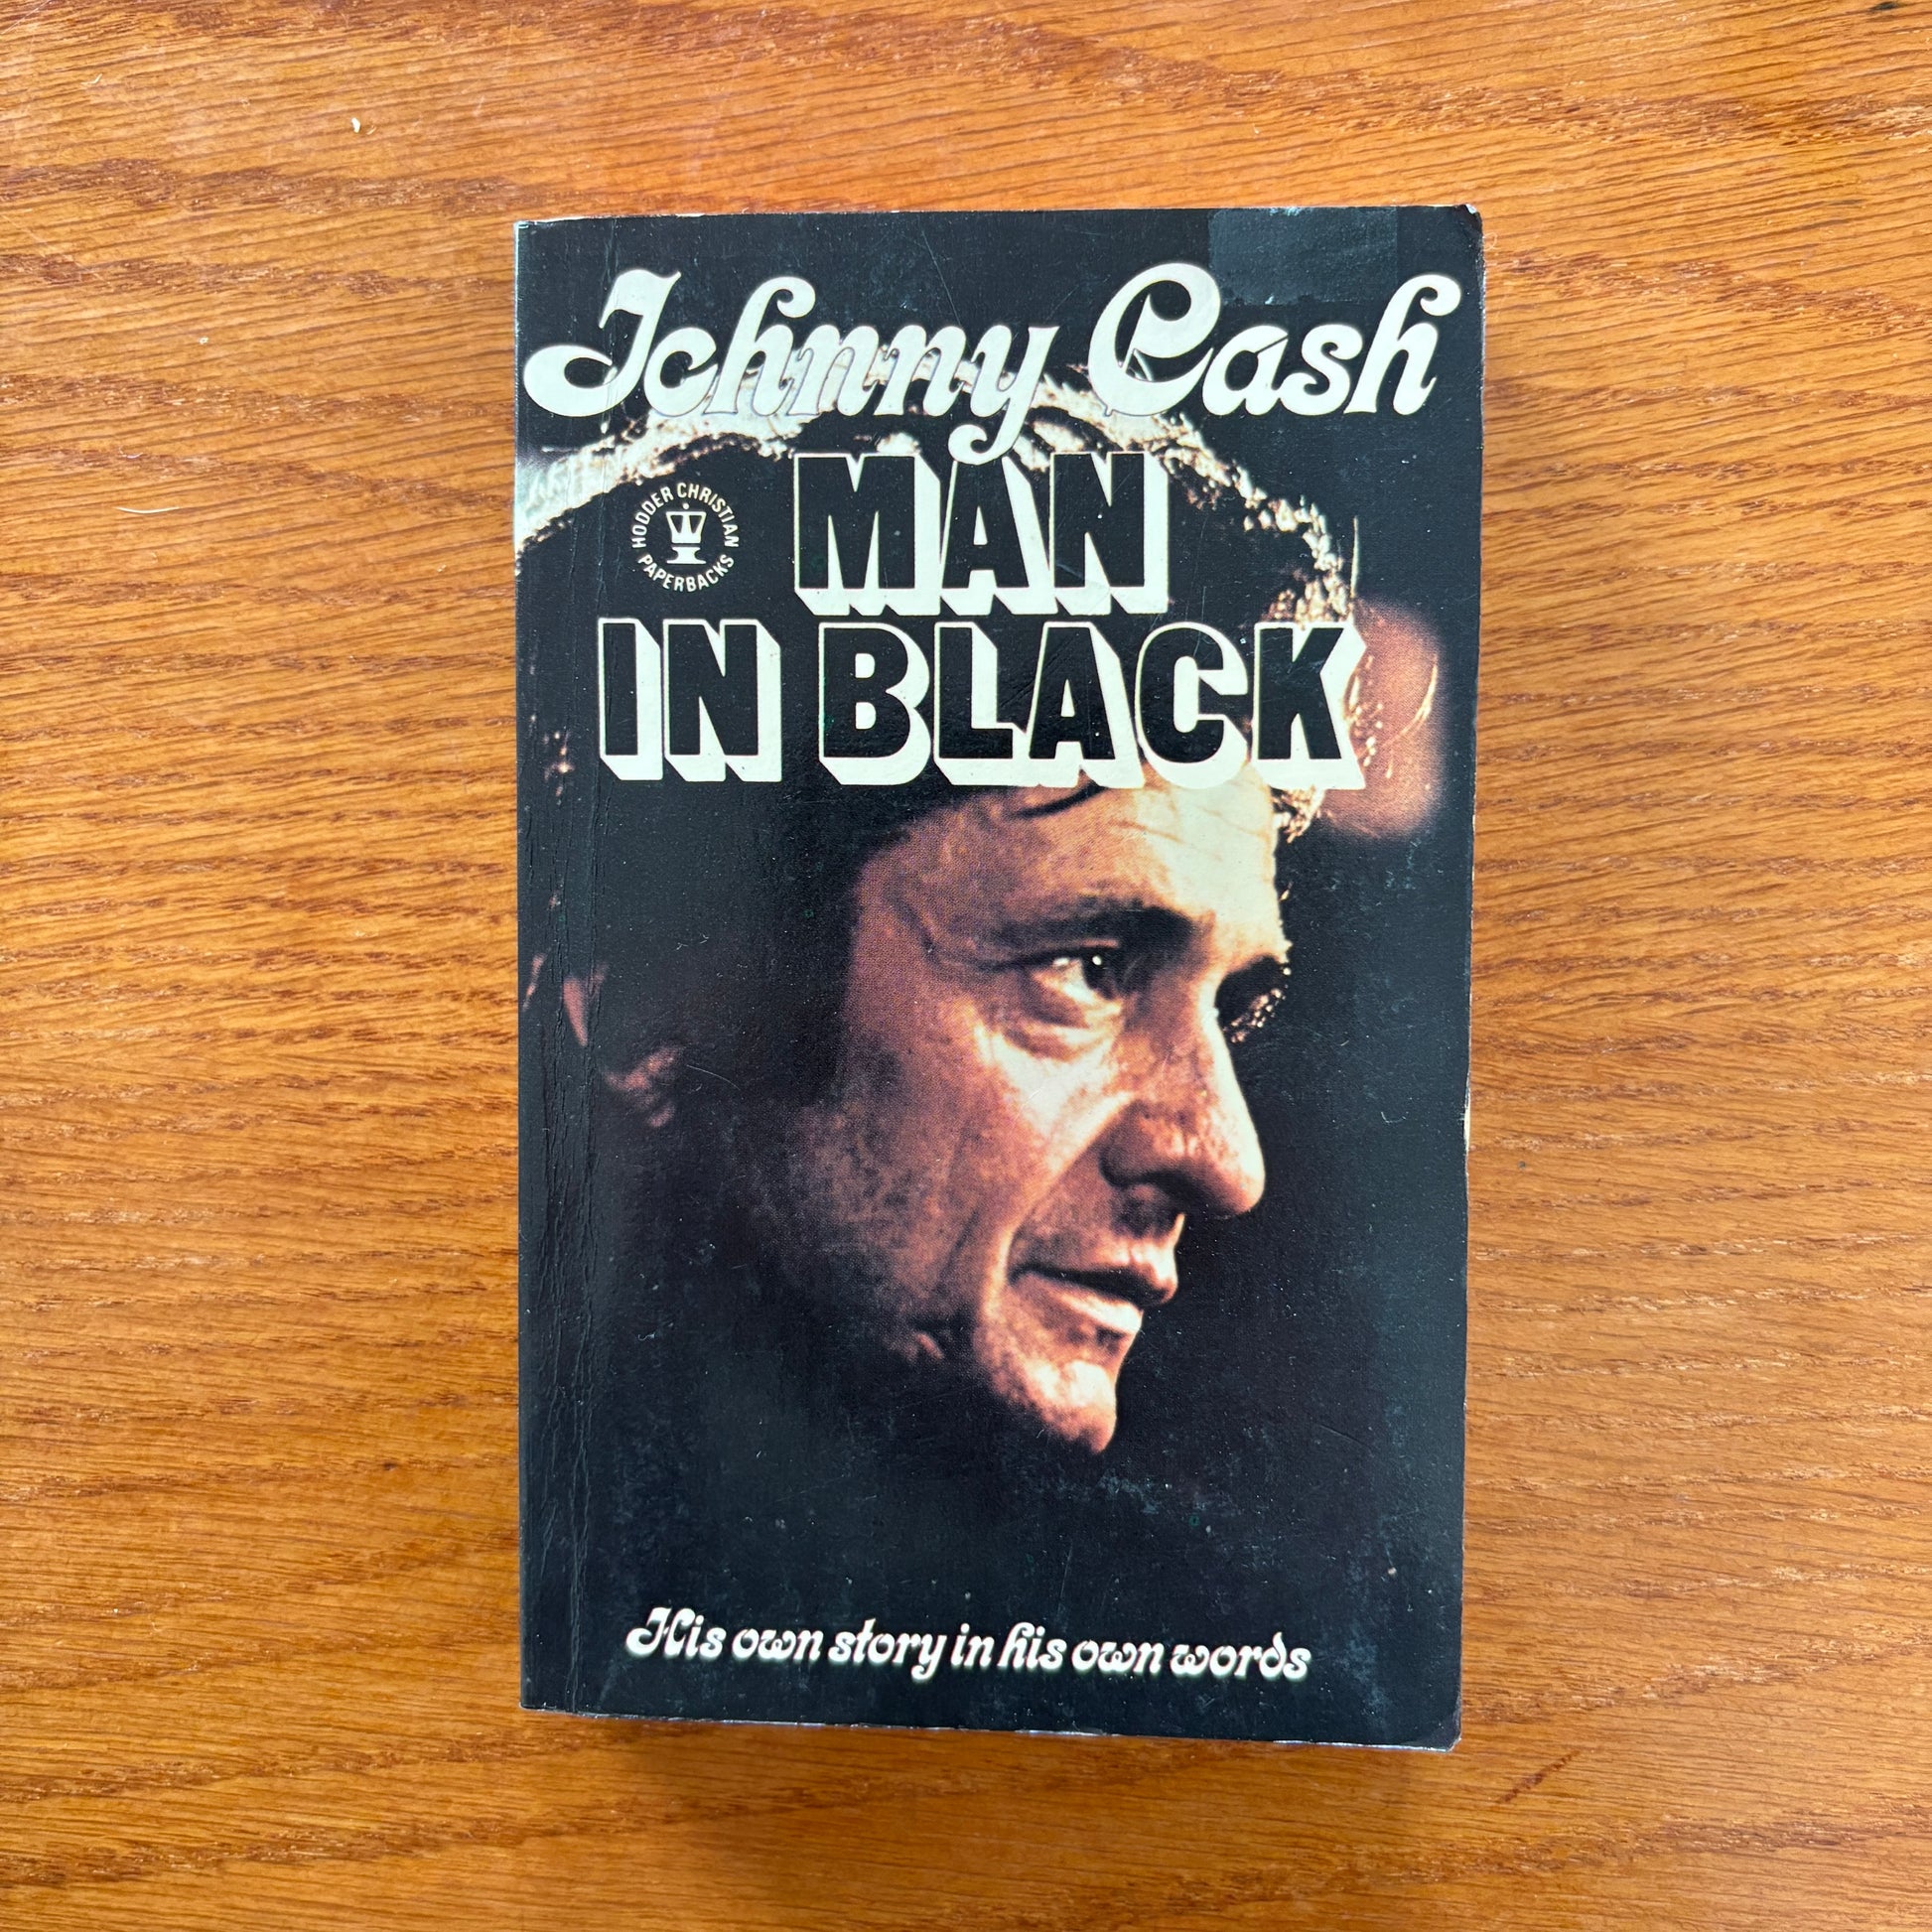 Johnny Cash
MAN
HODDER CHRISTIAN
PAPERBACKS
IN BLACK
His own story in his own words